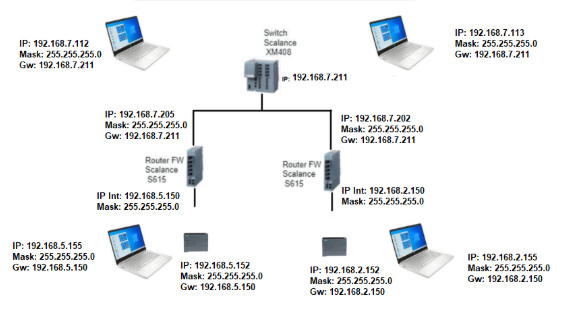 IP: 192.168.7.112
Mask: 255.255.255.0
Gw: 192.168.7.211
Switch
Scalance
XM408
IP: 192.168.7.211
IP: 192.168.7.113
Mask: 255.255.255.0
Gw: 192.168.7.211
IP: 192.168.7.205
Mask: 255.255.255.0
Gw: 192.168.7.211
IP: 192.168.7.202
Mask: 255.255.255.0
Gw: 192.168.7.211
Router FW
Scalance
S615
Router FW
Scalance
S615
IP Int: 192.168.5.150
Mask: 255.255.255.0
IP Int: 192.168.2.150
Mask: 255.255.255.0
IP: 192.168.5.155
Mask: 255.255.255.0
Gw: 192.168.5.150
IP: 192.168.5.152
Mask: 255.255.255.0
Gw: 192.168.5.150
IP: 192.168.2.152
Mask: 255.255.255.0
Gw: 192.168.2.150
IP: 192.168.2.155
Mask: 255.255.255.0
Gw: 192.168.2.150